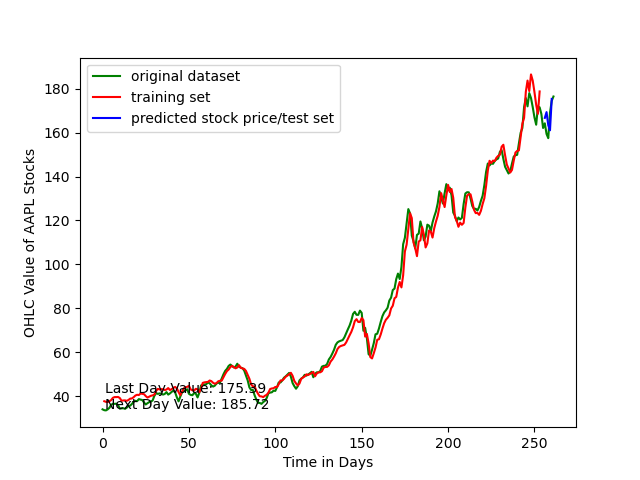 original dataset
training set
predicted stock price/test set
OHLC Value of AAPL Stocks
180
160
140
120
100
80
60
40
Last Day Value: 175.39
Next Day Value: 185.72
0 50 100 150 200 250
Time in Days